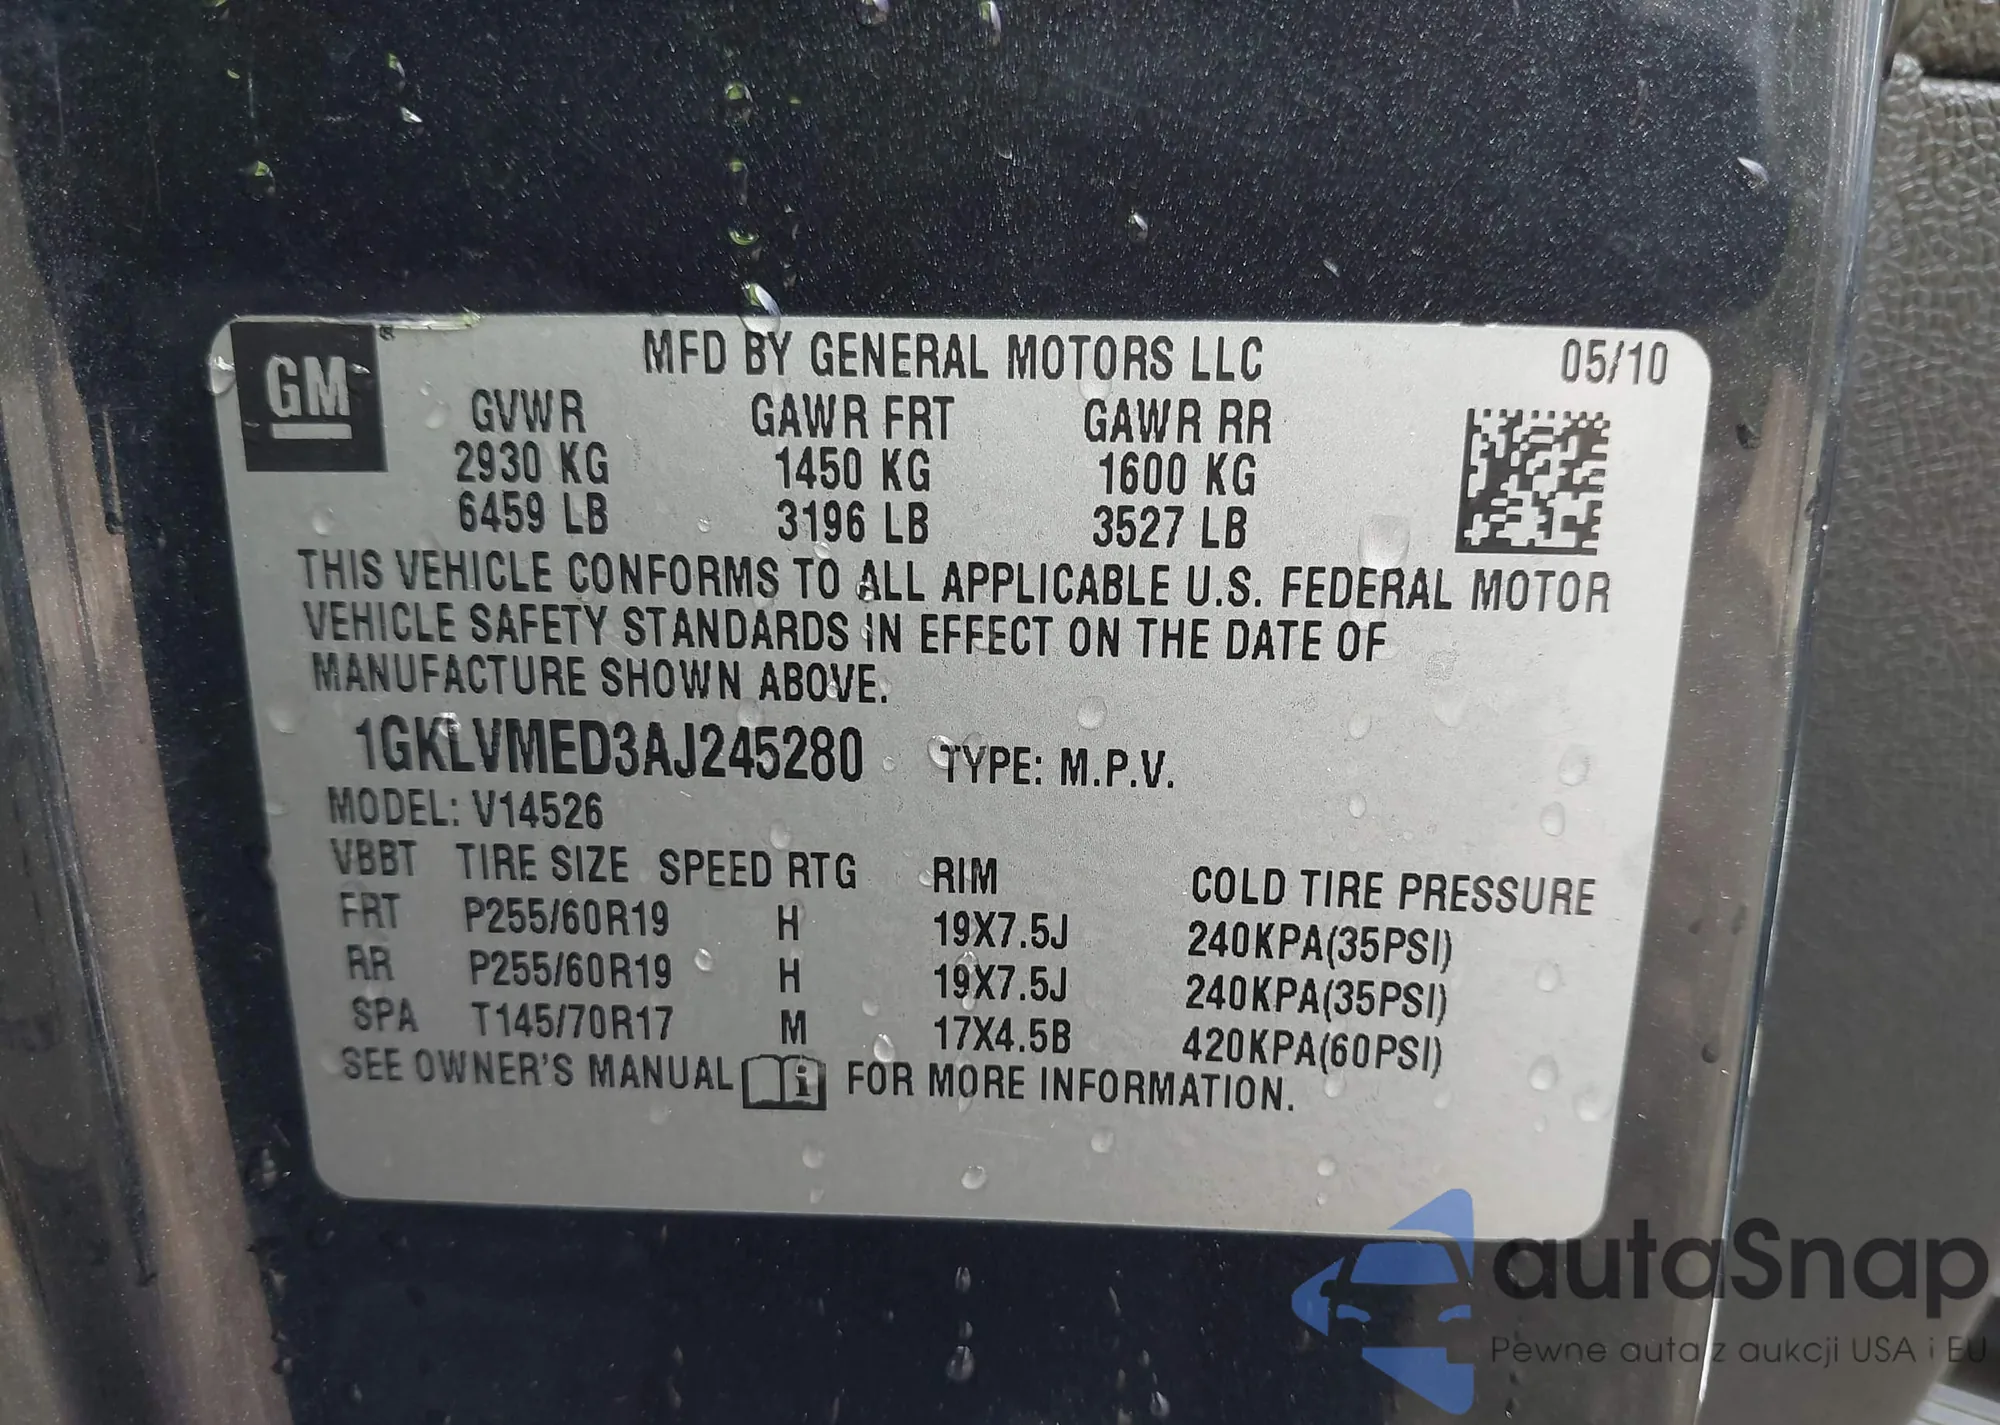 GM
MFD BY GENERAL MOTORS LLC 05/10
GVWR GAWR FRT GAWR RR
2930 KG 1450 KG 1600 KG
6459 LB 3196 LB 3527 LB
THIS VEHICLE CONFORMS TO ALL APPLICABLE U.S. FEDERAL MOTOR
VEHICLE SAFETY STANDARDS IN EFFECT ON THE DATE OF
MANUFACTURE SHOWN ABOVE.
1GKLVMED3AJ245280 TYPE: M.P.V.
MODEL: V14526
VBBT TIRE SIZE SPEED RTG RIM COLD TIRE PRESSURE
FRT P255/60R19 H 19X7.5J 240KPA(35PSI)
RR P255/60R19 H 19X7.5J 240KPA(35PSI)
SPA T145/70R17 M 17X4.5B 420KPA(60PSI)
SEE OWNER'S MANUAL i FOR MORE INFORMATION.
autoSnap
Pewne auta z aukcji USA i EU